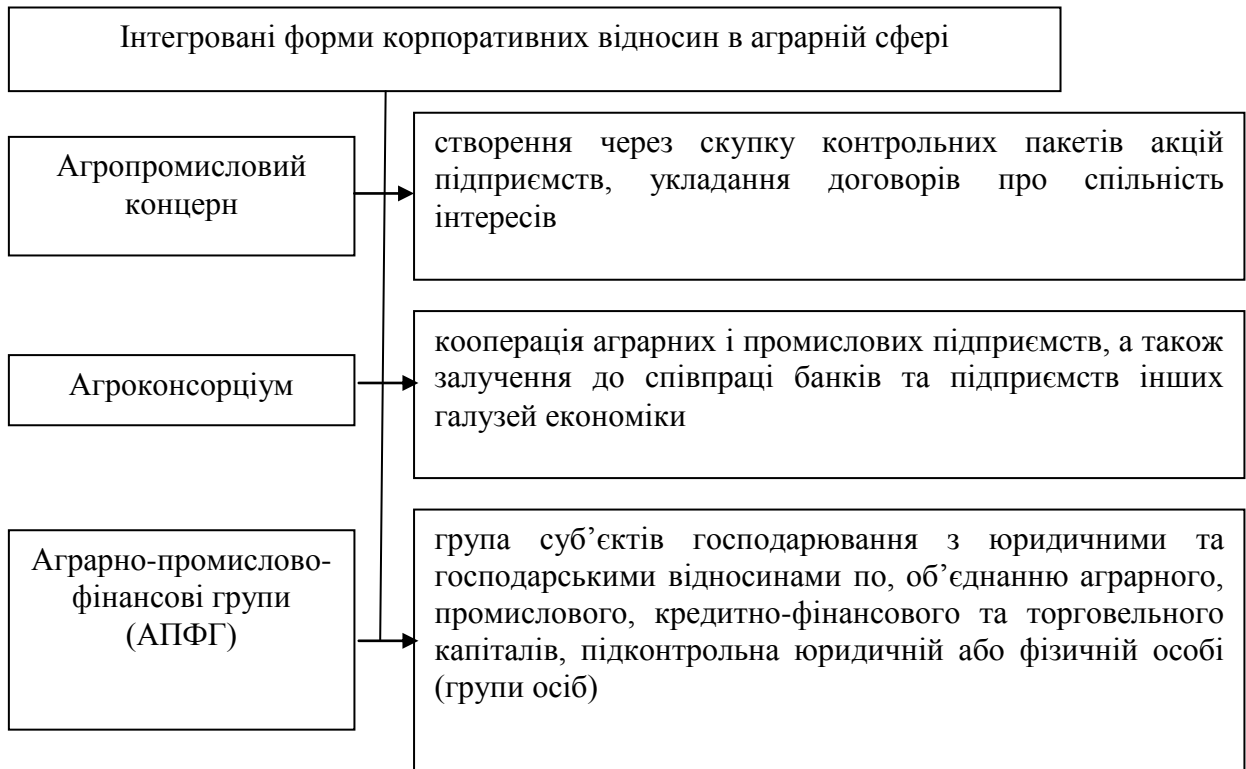 Інтегровані форми корпоративних відносин в аграрній сфері
Агропромисловий
концерн
створення через скупку контрольних пакетів акцій
підприємств, укладання договорів про спільність
інтересів
Агроконсорціум
кооперація аграрних і промислових підприємств, а також
залучення до співпраці банків та підприємств інших
галузей економіки
Аграрно-промислово-
фінансові групи
(АПФГ)
група суб’єктів господарювання з юридичними та
господарськими відносинами по, об’єднанню аграрного,
промислового, кредитно-фінансового та торговельного
капіталів, підконтрольна юридичній або фізичній особі
(групи осіб)